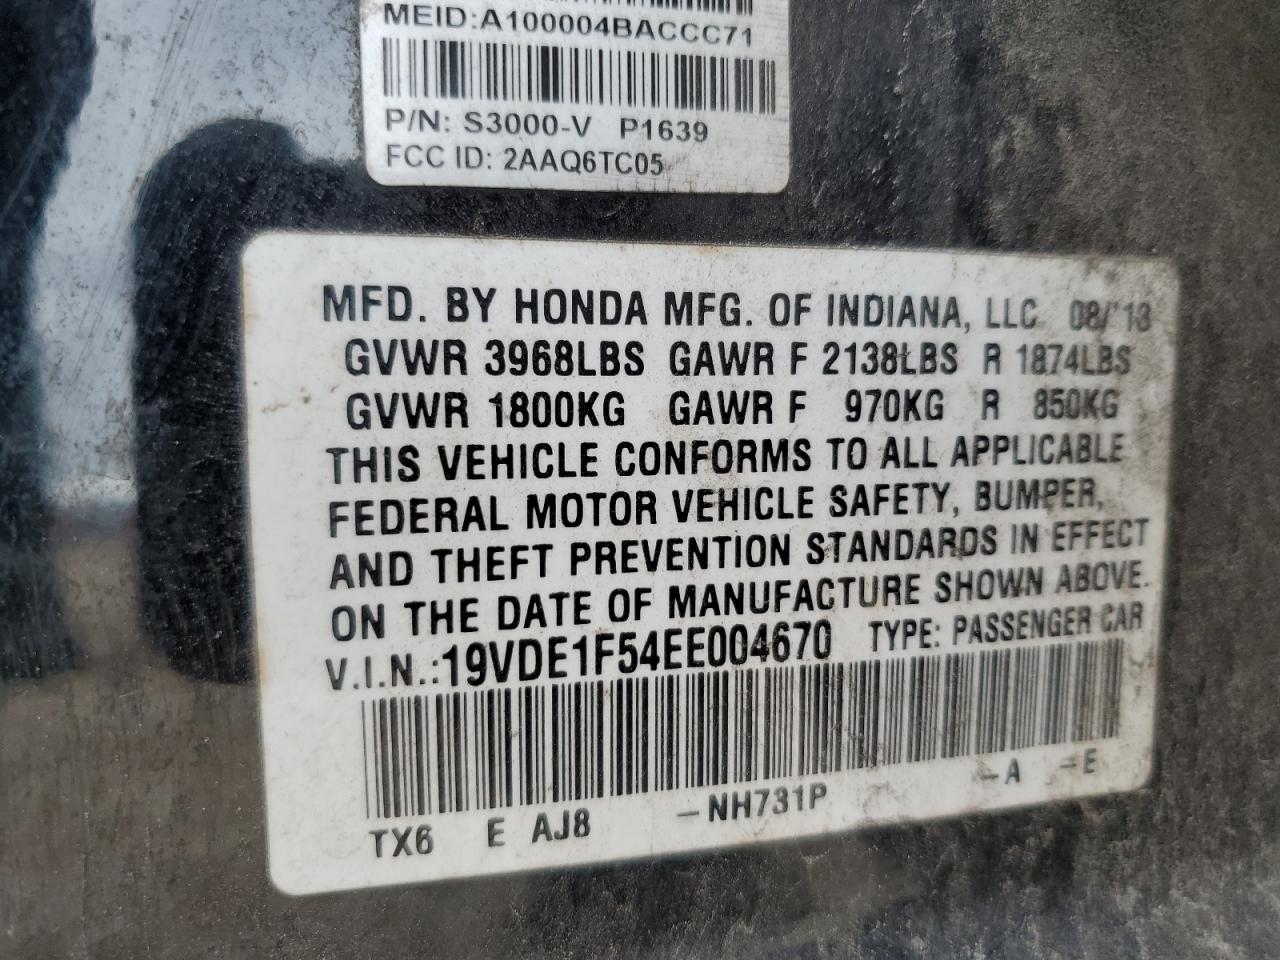 MEID:A100004BACCC71
P/N: S3000-V P1639
FCC ID: 2AAQ6TC05
MFD. BY HONDA MFG. OF INDIANA, LLC 08/'13
GVWR 3968LBS GAWR F 2138LBS R 1874LBS
GVWR 1800KG GAWR F 970KG R 850KG
THIS VEHICLE CONFORMS TO ALL APPLICABLE
FEDERAL MOTOR VEHICLE SAFETY, BUMPER,
AND THEFT PREVENTION STANDARDS IN EFFECT
ON THE DATE OF MANUFACTURE SHOWN ABOVE.
V.I.N.:19VDE1F54EE004670 TYPE: PASSENGER CAR
TX6 E AJ8 -NH731P -A -E